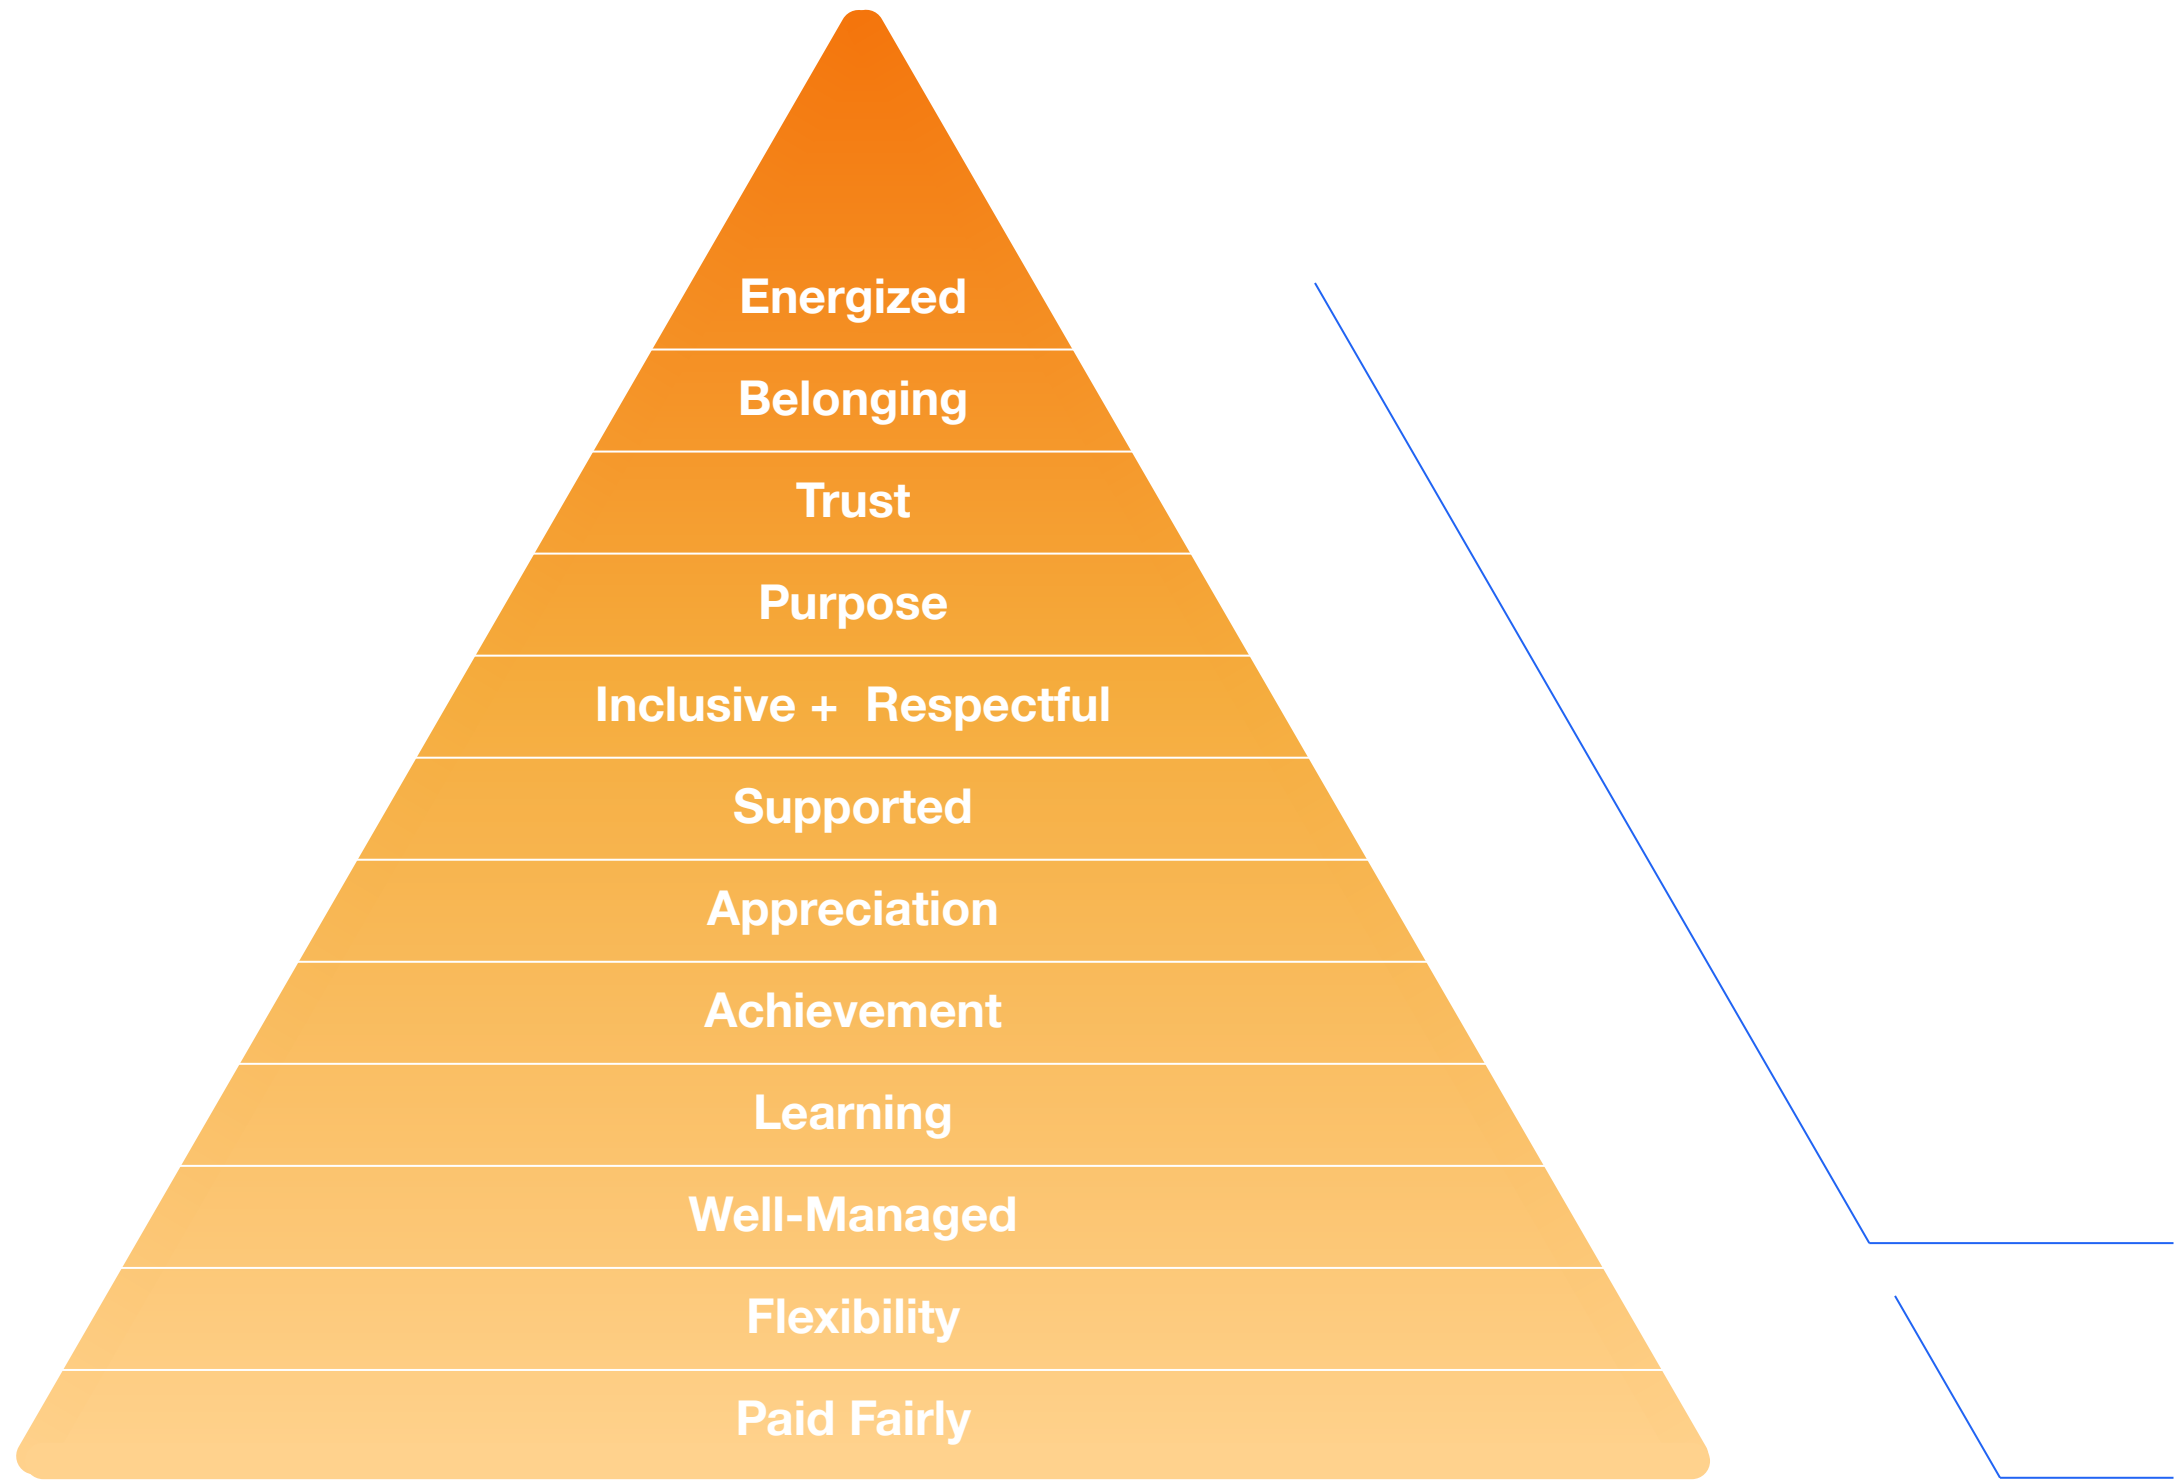 Energized
Belonging
Trust
Purpose
Inclusive + Respectful
Supported
Appreciation
Achievement
Learning
Well-Managed
Flexibility
Paid Fairly